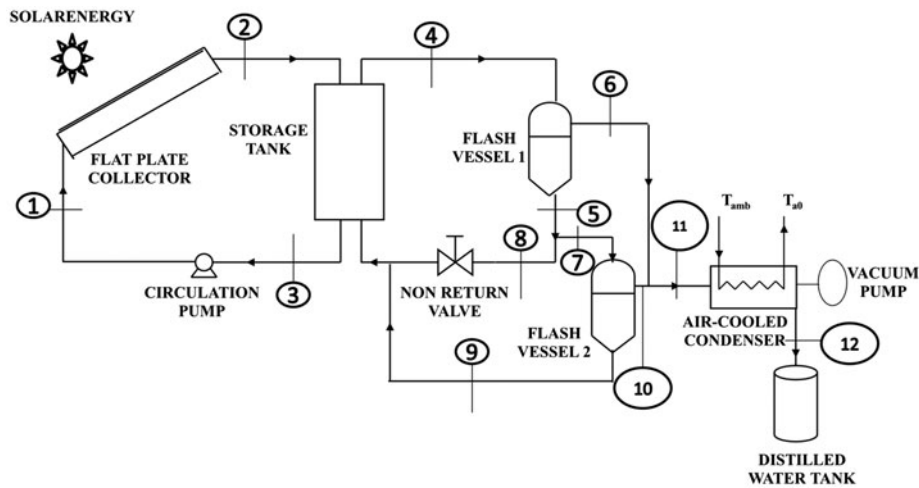 SOLARENERGY
2
4
6
STORAGE
TANK
FLASH
VESSEL 1
FLAT PLATE
COLLECTOR
1
5
T_amb
T_a0
11
8
7
3
CIRCULATION
PUMP
NON RETURN
VALVE
FLASH
VESSEL 2
VACUUM
PUMP
AIR-COOLED
CONDENSER
12
9
10
DISTILLED
WATER TANK